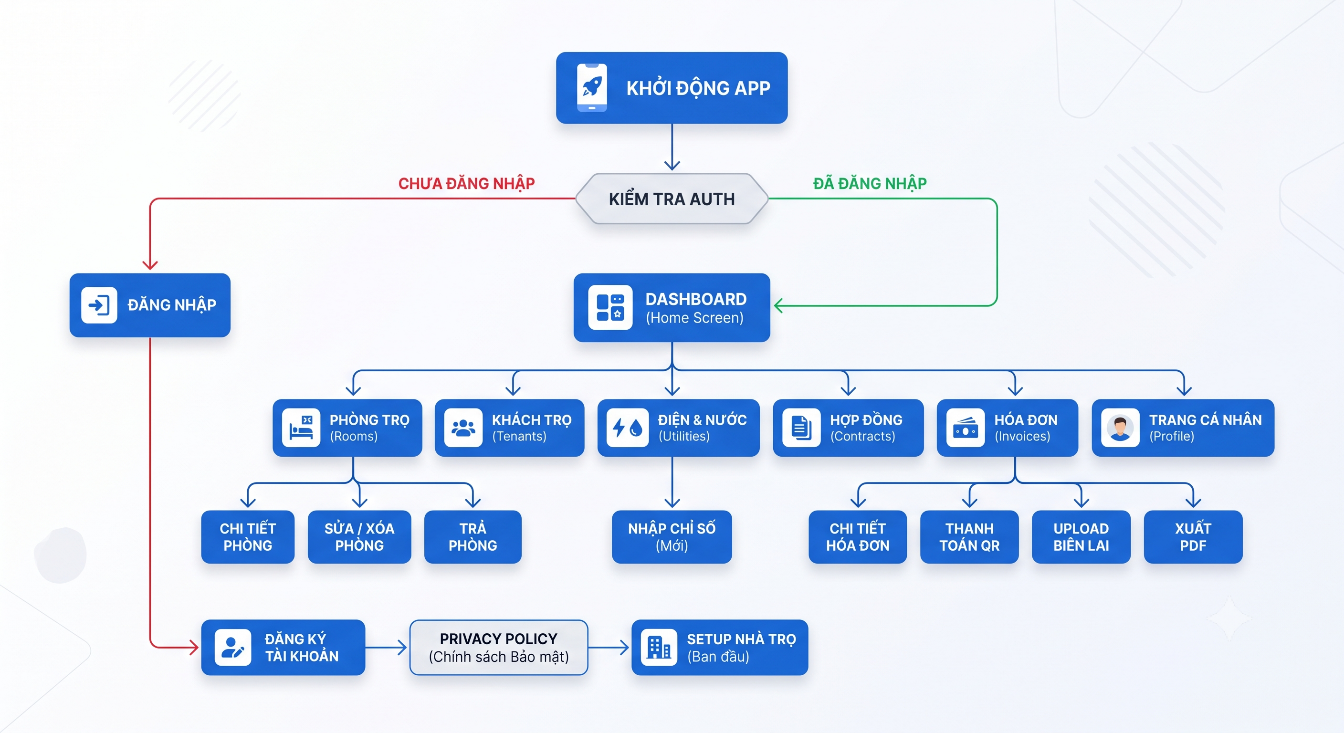 KHỞI ĐỘNG APP
CHƯA ĐĂNG NHẬP
KIỂM TRA AUTH
ĐÃ ĐĂNG NHẬP
ĐĂNG NHẬP
DASHBOARD
(Home Screen)
PHÒNG TRỌ
(Rooms)
KHÁCH TRỌ
(Tenants)
ĐIỆN & NƯỚC
(Utilities)
HỢP ĐỒNG
(Contracts)
HÓA ĐƠN
(Invoices)
TRANG CÁ NHÂN
(Profile)
CHI TIẾT
PHÒNG
SỬA / XÓA
PHÒNG
TRẢ
PHÒNG
NHẬP CHỈ SỐ
(Mới)
CHI TIẾT
HÓA ĐƠN
THANH
TOÁN QR
UPLOAD
BIÊN LAI
XUẤT
PDF
ĐĂNG KÝ
TÀI KHOẢN
PRIVACY POLICY
(Chính sách Bảo mật)
SETUP NHÀ TRỌ
(Ban đầu)